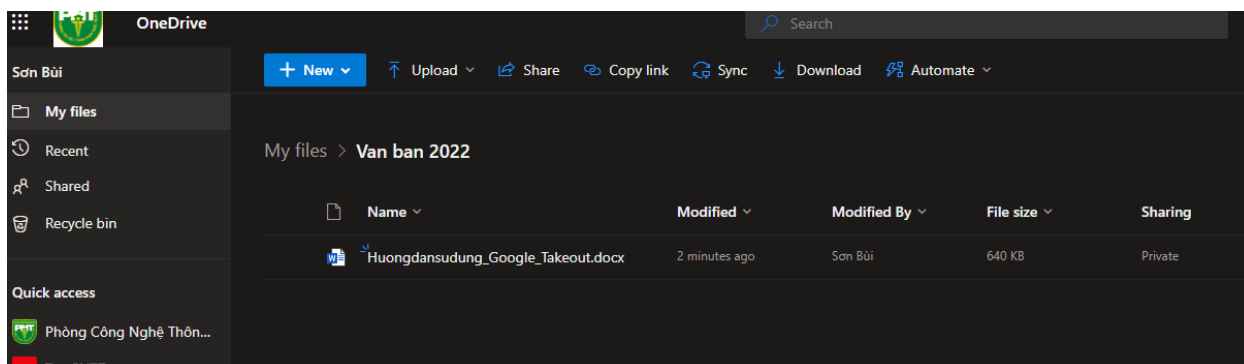 OneDrive
Search
Sơn Bùi
+ New
Upload
Share
Copy link
Sync
Download
Automate
My files
Recent
Shared
Recycle bin
My files > Van ban 2022
Name
Modified
Modified By
File size
Sharing
Huongdansudung_Google_Takeout.docx
2 minutes ago
Sơn Bùi
640 KB
Private
Quick access
Phòng Công Nghệ Thôn...